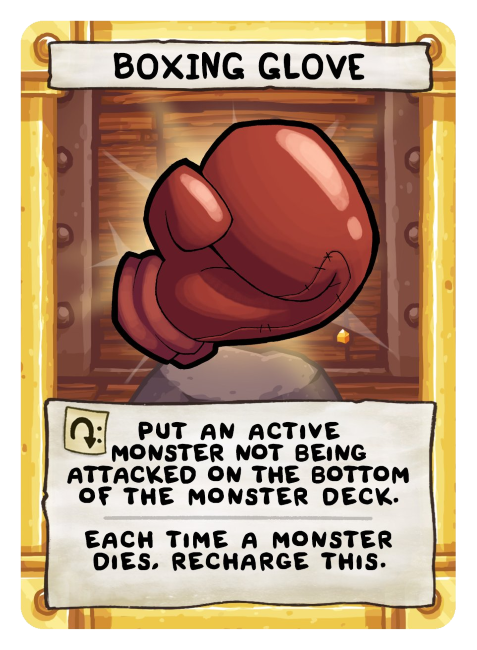 BOXING GLOVE
PUT AN ACTIVE
MONSTER NOT BEING
ATTACKED ON THE BOTTOM
OF THE MONSTER DECK.
EACH TIME A MONSTER
DIES, RECHARGE THIS.